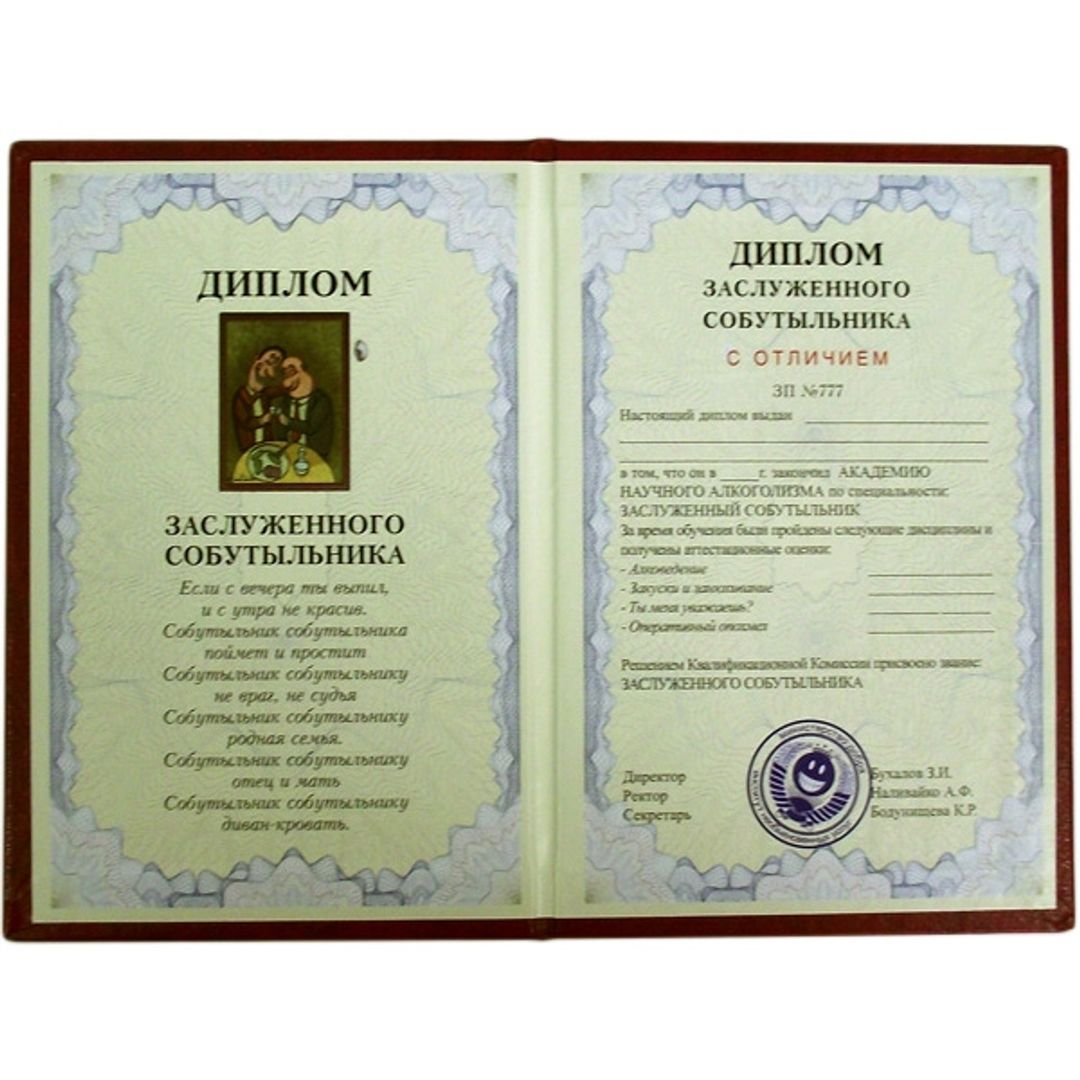 ДИПЛОМ
ЗАСЛУЖЕННОГО
СОБУТЫЛЬНИКА
Если с вечера ты выпил,
и с утра не красив.
Собутыльник собутыльника
поймет и простит
Собутыльник собутыльнику
не враг, не судья
Собутыльник собутыльнику
родная семья.
Собутыльник собутыльнику
отец и мать
Собутыльник собутыльнику
диван-кровать.
ДИПЛОМ
ЗАСЛУЖЕННОГО
СОБУТЫЛЬНИКА
С ОТЛИЧИЕМ
ЗП №777
Настоящий диплом выдан
в том, что он в _____г. закончил АКАДЕМИЮ
НАУЧНОГО АЛКОГОЛИЗМА по специальности:
ЗАСЛУЖЕННЫЙ СОБУТЫЛЬНИК
За время обучения были пройдены следующие дисциплины и
получены аттестационные оценки:
- Алковедение
- Закуски и занюхивание
- Ты меня уважаешь?
- Оперативный опохмел
Решением Квалификационной Комиссии присвоено звание:
ЗАСЛУЖЕННОГО СОБУТЫЛЬНИКА
МИНИСТЕРСТВО ДОБРА
Директор Бухалов З.И.
Ректор Наливайко А.Ф.
Секретарь Бодунищева К.Р.